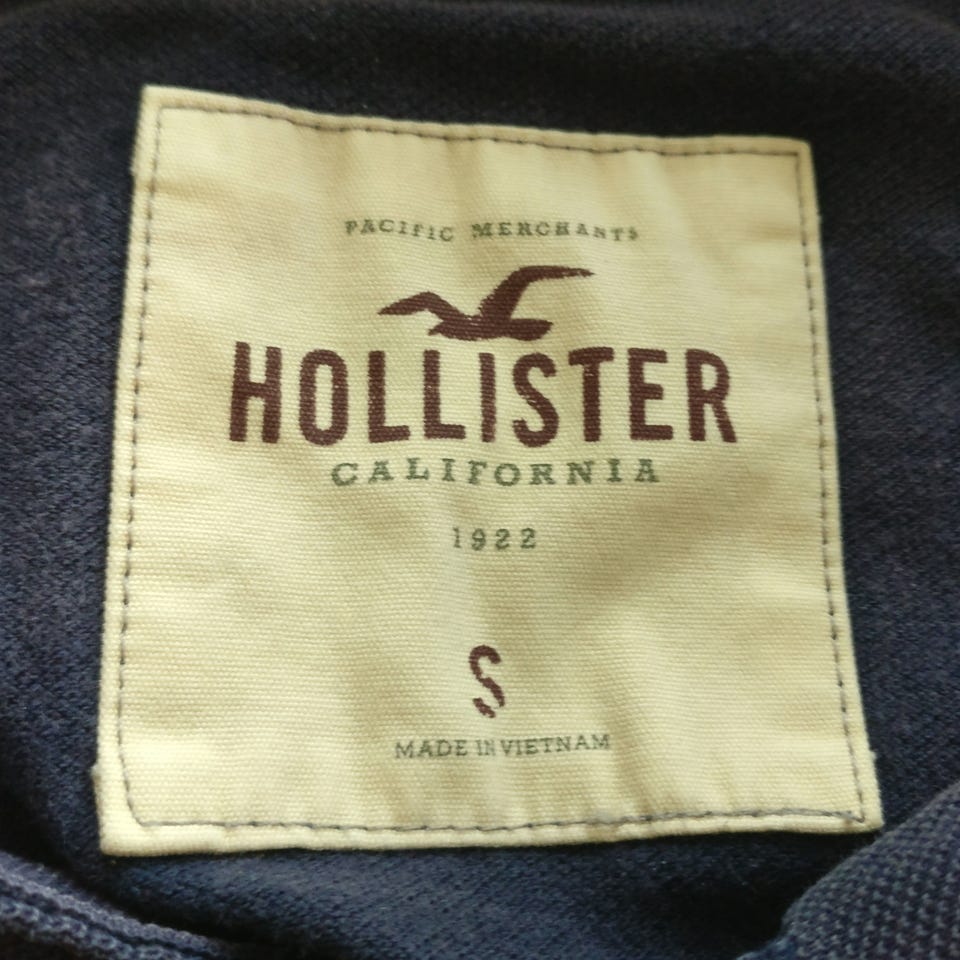 PACIFIC MERCHANTS
HOLLISTER
CALIFORNIA
1922
S
MADE IN VIETNAM